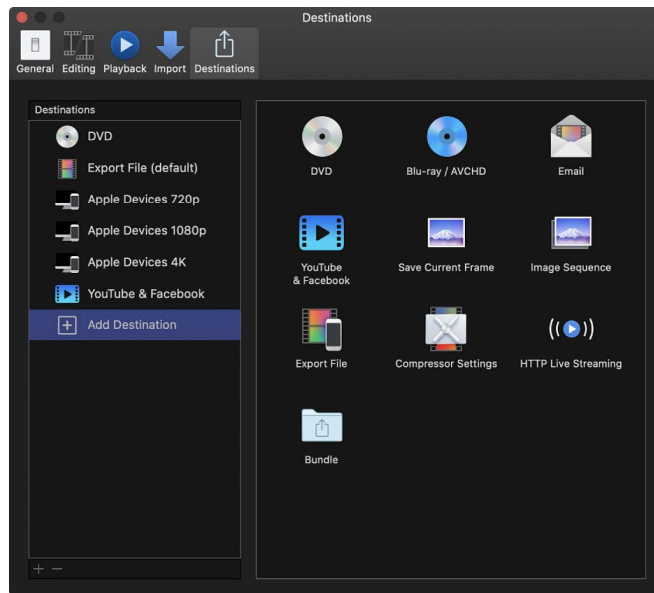 Destinations
General Editing Playback Import Destinations
Destinations
DVD
Export File (default)
Apple Devices 720p
Apple Devices 1080p
Apple Devices 4K
YouTube & Facebook
Add Destination
DVD
Blu-ray / AVCHD
Email
YouTube
& Facebook
Save Current Frame
Image Sequence
Export File
Compressor Settings
HTTP Live Streaming
Bundle